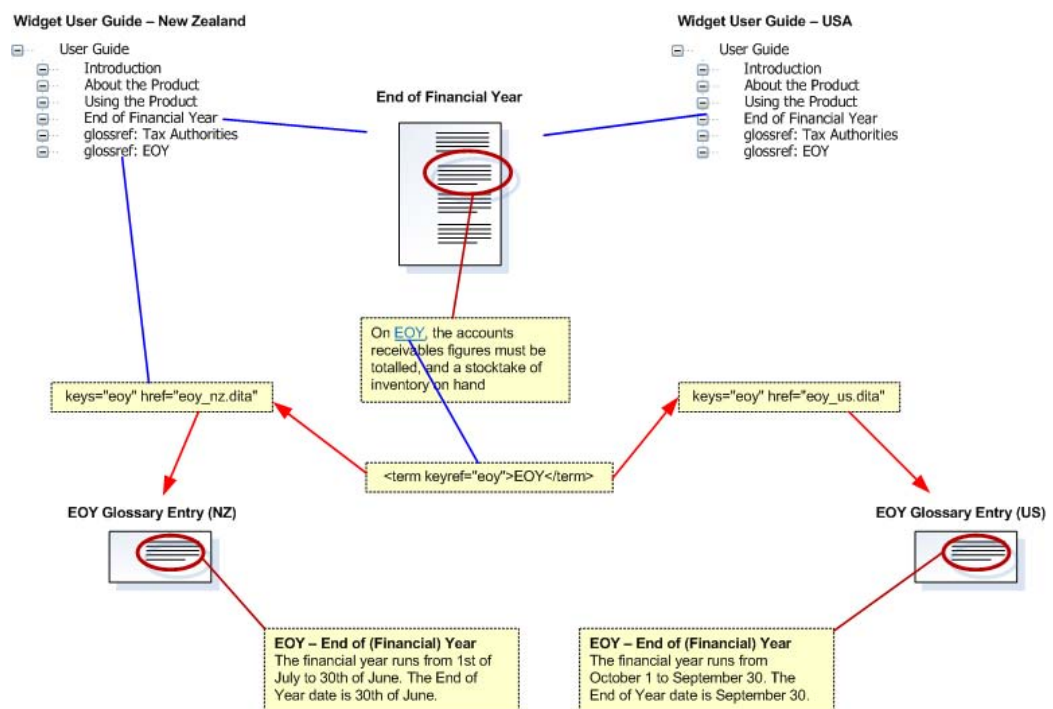 Widget User Guide – New Zealand
User Guide
Introduction
About the Product
Using the Product
End of Financial Year
glossref: Tax Authorities
glossref: EOY
Widget User Guide – USA
User Guide
Introduction
About the Product
Using the Product
End of Financial Year
glossref: Tax Authorities
glossref: EOY
End of Financial Year
On EOY, the accounts
receivables figures must be
totalled, and a stocktake of
inventory on hand
keys="eoy" href="eoy_nz.dita"
keys="eoy" href="eoy_us.dita"
<term keyref="eoy">EOY</term>
EOY Glossary Entry (NZ)
EOY Glossary Entry (US)
EOY – End of (Financial) Year
The financial year runs from 1st of
July to 30th of June. The End of
Year date is 30th of June.
EOY – End of (Financial) Year
The financial year runs from
October 1 to September 30. The
End of Year date is September 30.